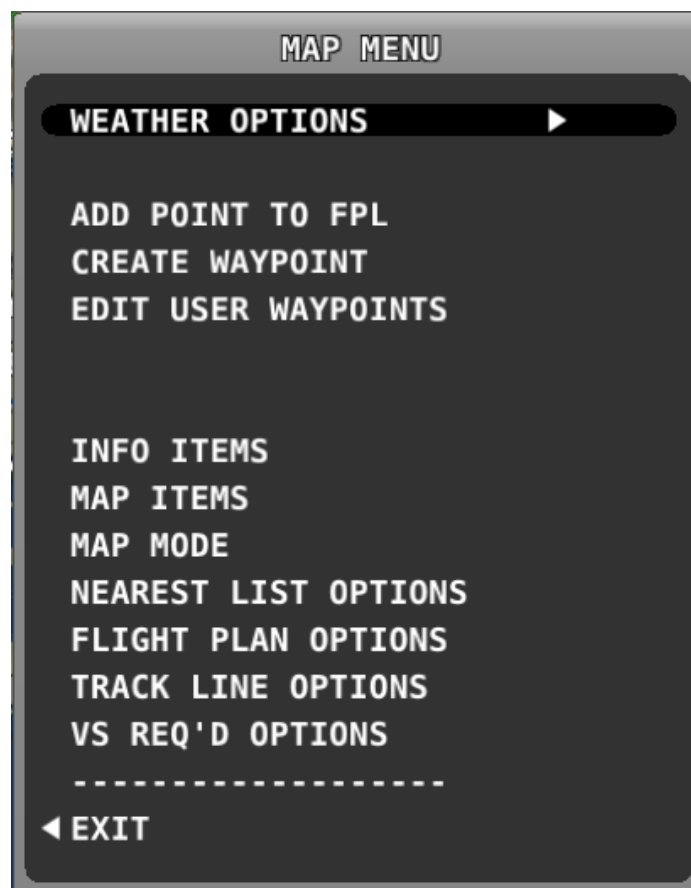 MAP MENU
WEATHER OPTIONS
ADD POINT TO FPL
CREATE WAYPOINT
EDIT USER WAYPOINTS
INFO ITEMS
MAP ITEMS
MAP MODE
NEAREST LIST OPTIONS
FLIGHT PLAN OPTIONS
TRACK LINE OPTIONS
VS REQ'D OPTIONS
-------------------
EXIT